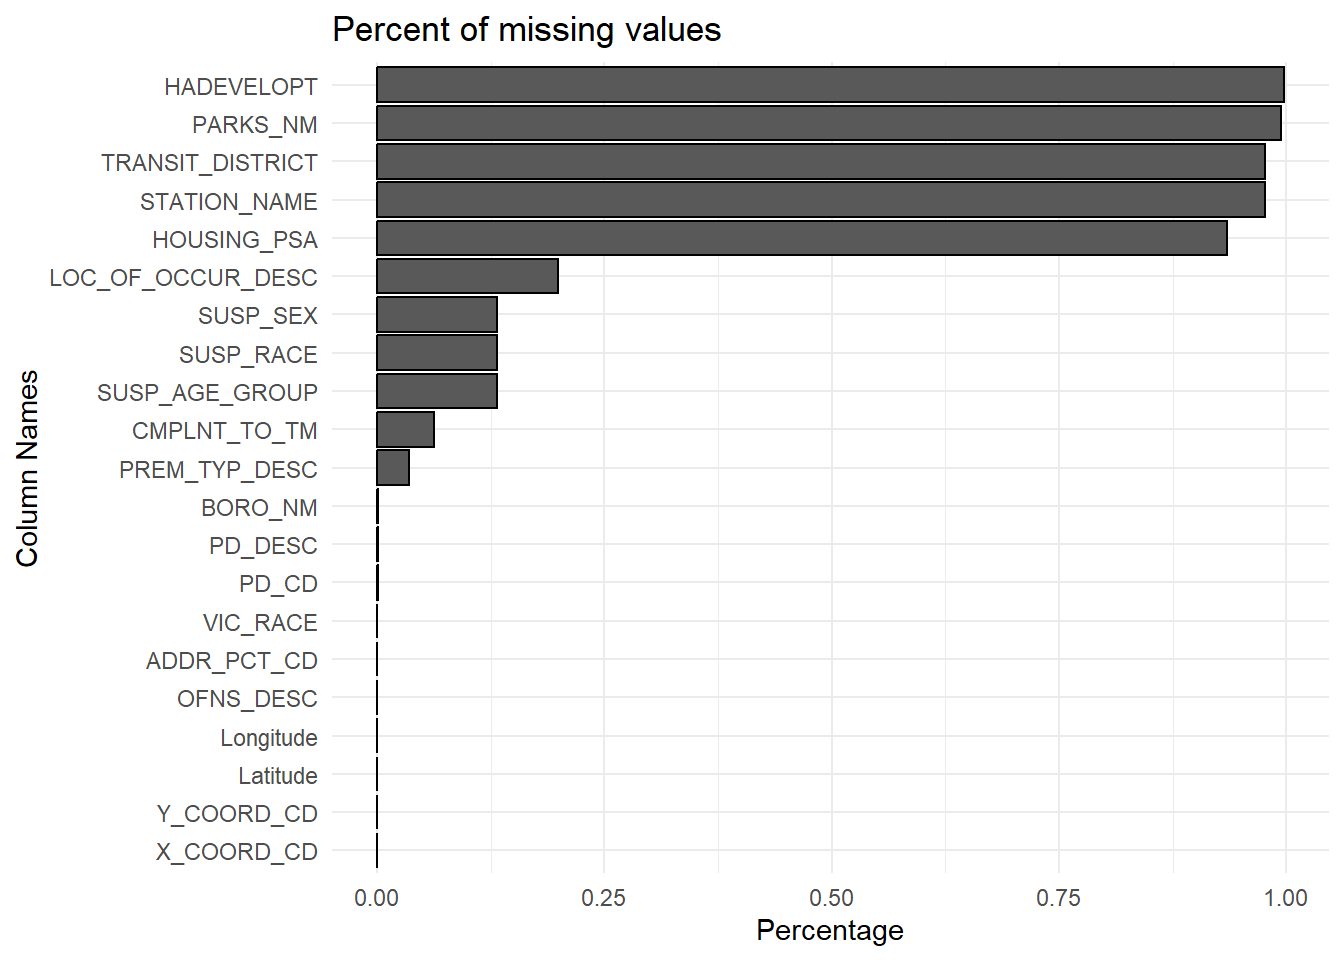 Percent of missing values
HADEVELOPT
PARKS_NM
TRANSIT_DISTRICT
STATION_NAME
HOUSING_PSA
LOC_OF_OCCUR_DESC
SUSP_SEX
SUSP_RACE
SUSP_AGE_GROUP
CMPLNT_TO_TM
PREM_TYP_DESC
BORO_NM
PD_DESC
PD_CD
VIC_RACE
ADDR_PCT_CD
OFNS_DESC
Longitude
Latitude
Y_COORD_CD
X_COORD_CD
Column Names
0.00 0.25 0.50 0.75 1.00
Percentage